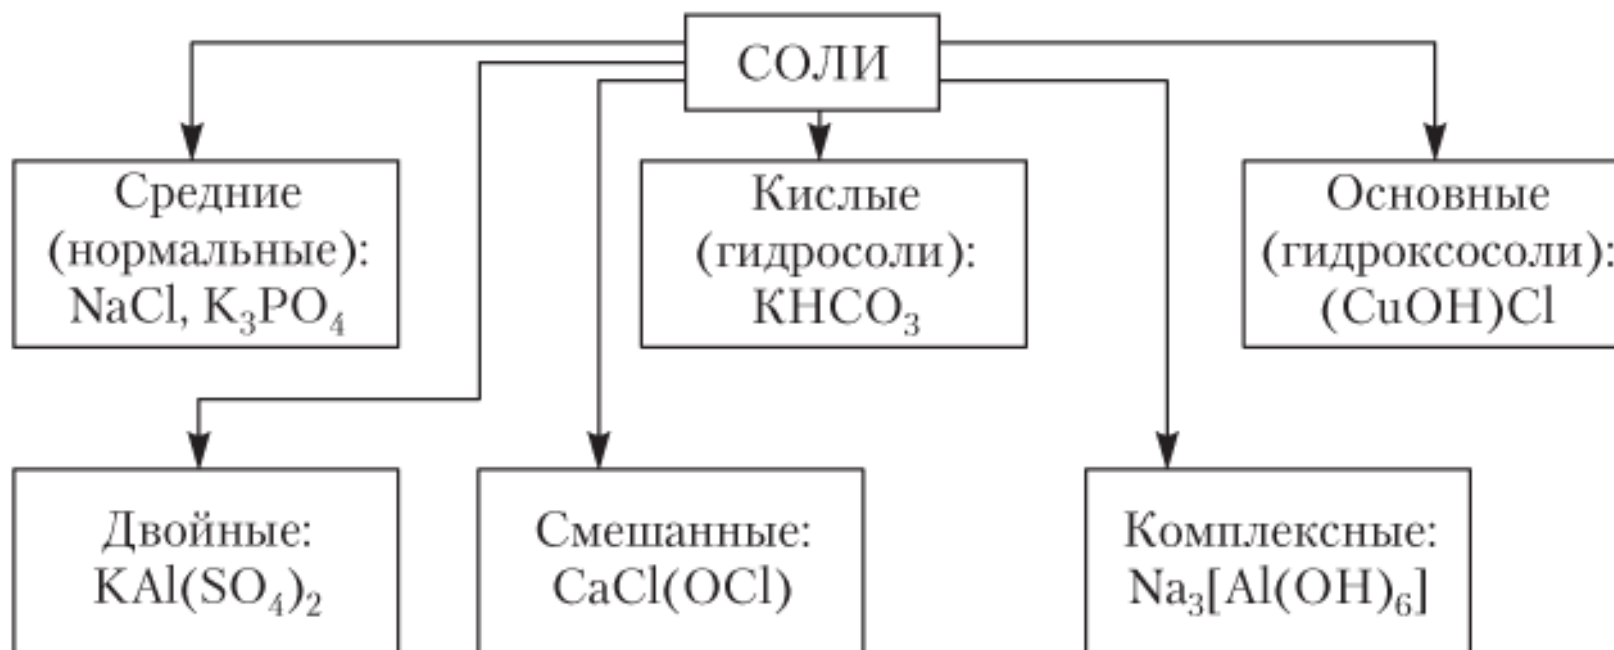 СОЛИ
Средние
(нормальные):
NaCl, K₃PO₄
Кислые
(гидросоли):
KHCO₃
Основные
(гидроксосоли):
(CuOH)Cl
Двойные:
KAl(SO₄)₂
Смешанные:
CaCl(OCl)
Комплексные:
Na₃[Al(OH)₆]